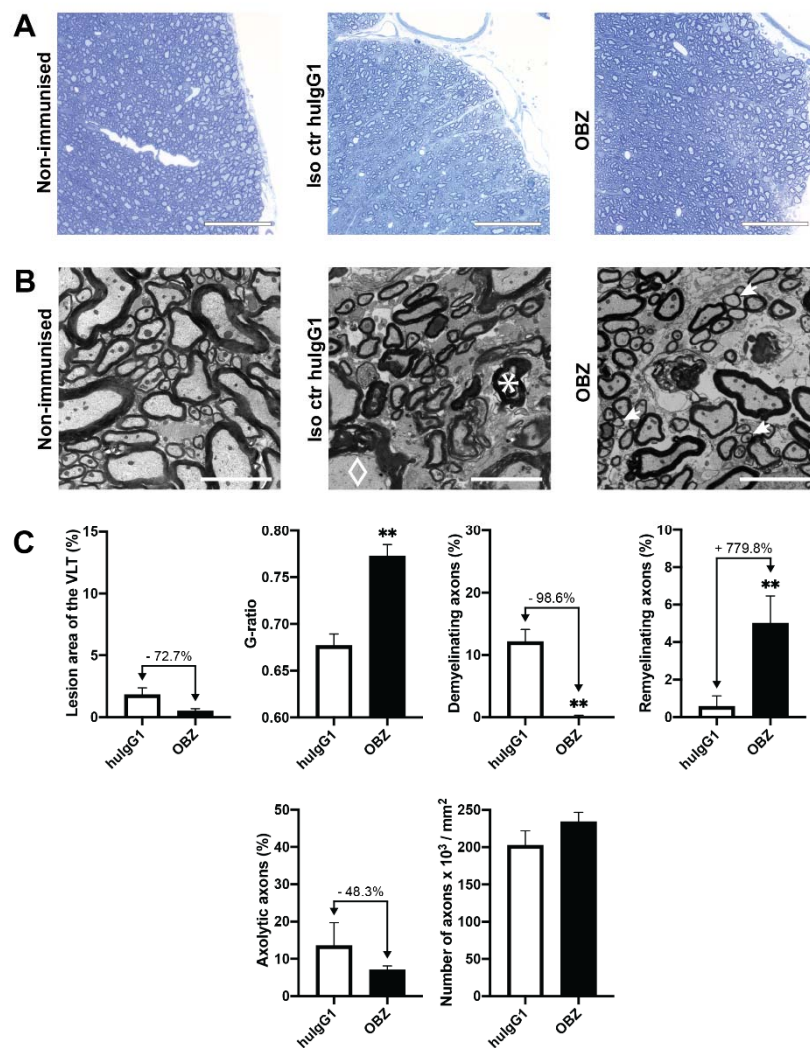 A
Non-immunised
Iso ctr huIgG1
OBZ
B
Non-immunised
Iso ctr huIgG1
*
◊
OBZ
C
Lesion area of the VLT (%)
15
10
5
0
- 72.7%
huIgG1
OBZ
G-ratio
0.80
0.75
0.70
0.65
0.60
**
huIgG1
OBZ
Demyelinating axons (%)
30
20
10
0
- 98.6%
**
huIgG1
OBZ
Remyelinating axons (%)
10
8
6
4
2
0
+ 779.8%
**
huIgG1
OBZ
Axolytic axons (%)
50
40
30
20
10
0
- 48.3%
huIgG1
OBZ
Number of axons x 10³ / mm²
250
200
150
100
50
0
huIgG1
OBZ